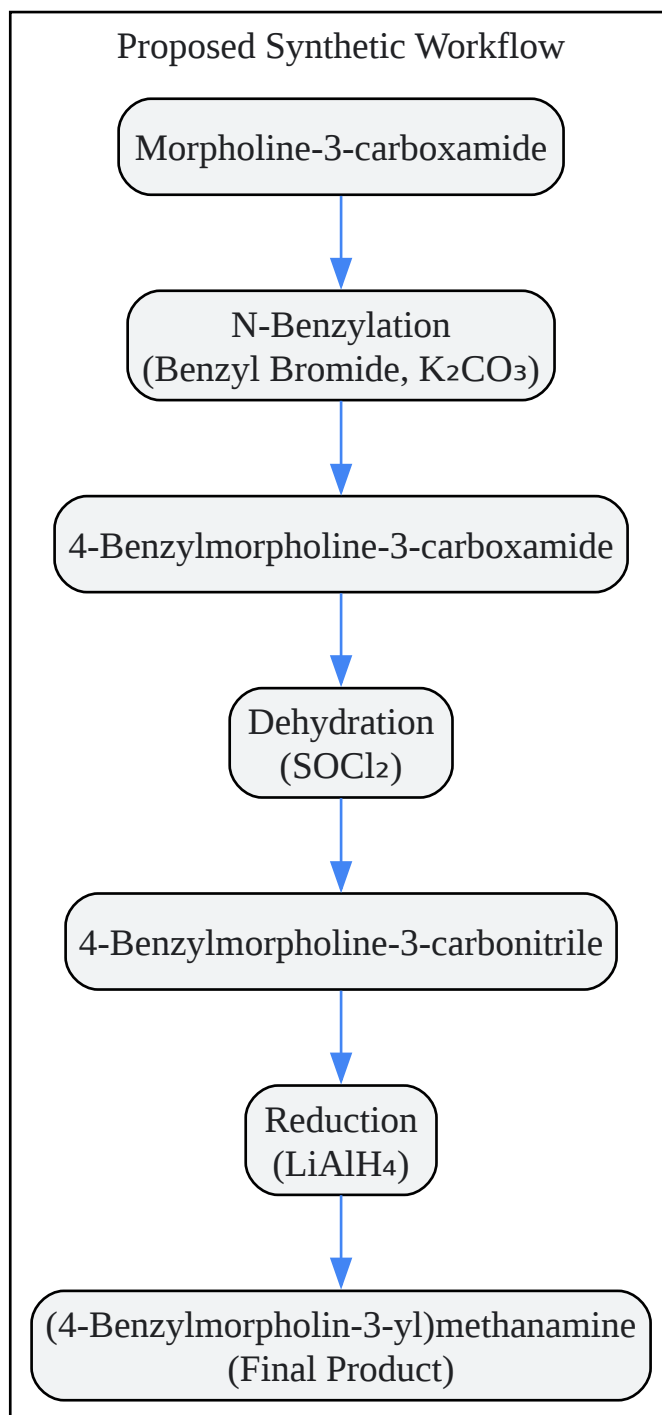 Proposed Synthetic Workflow
Morpholine-3-carboxamide
N-Benzylation
(Benzyl Bromide, K₂CO₃)
4-Benzylmorpholine-3-carboxamide
Dehydration
(SOCl₂)
4-Benzylmorpholine-3-carbonitrile
Reduction
(LiAlH₄)
(4-Benzylmorpholin-3-yl)methanamine
(Final Product)